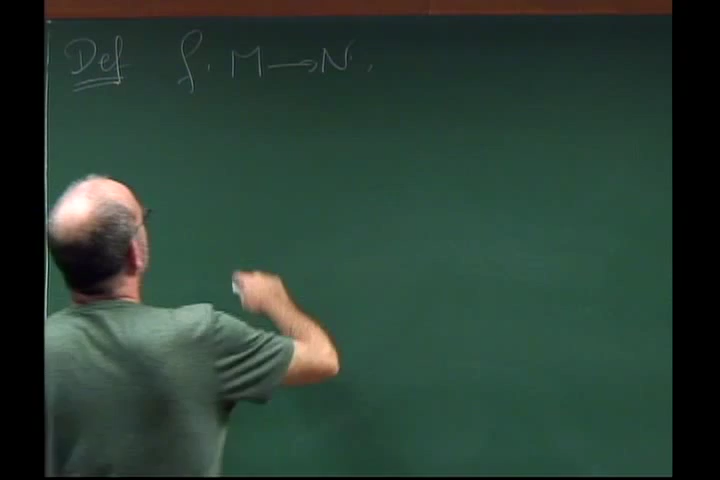 Def f: M → N.